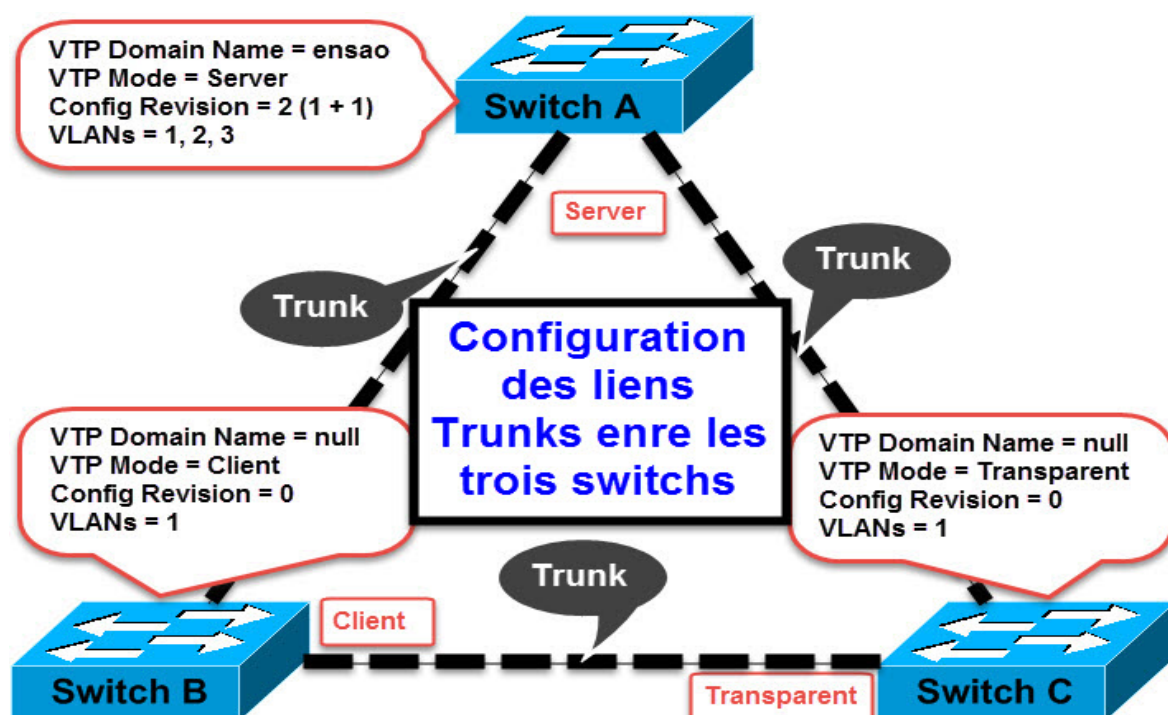 VTP Domain Name = ensao
VTP Mode = Server
Config Revision = 2 (1 + 1)
VLANs = 1, 2, 3
Switch A
Server
Trunk
Trunk
Configuration
des liens
Trunks enre les
trois switchs
VTP Domain Name = null
VTP Mode = Client
Config Revision = 0
VLANs = 1
VTP Domain Name = null
VTP Mode = Transparent
Config Revision = 0
VLANs = 1
Trunk
Client
Switch B
Transparent
Switch C